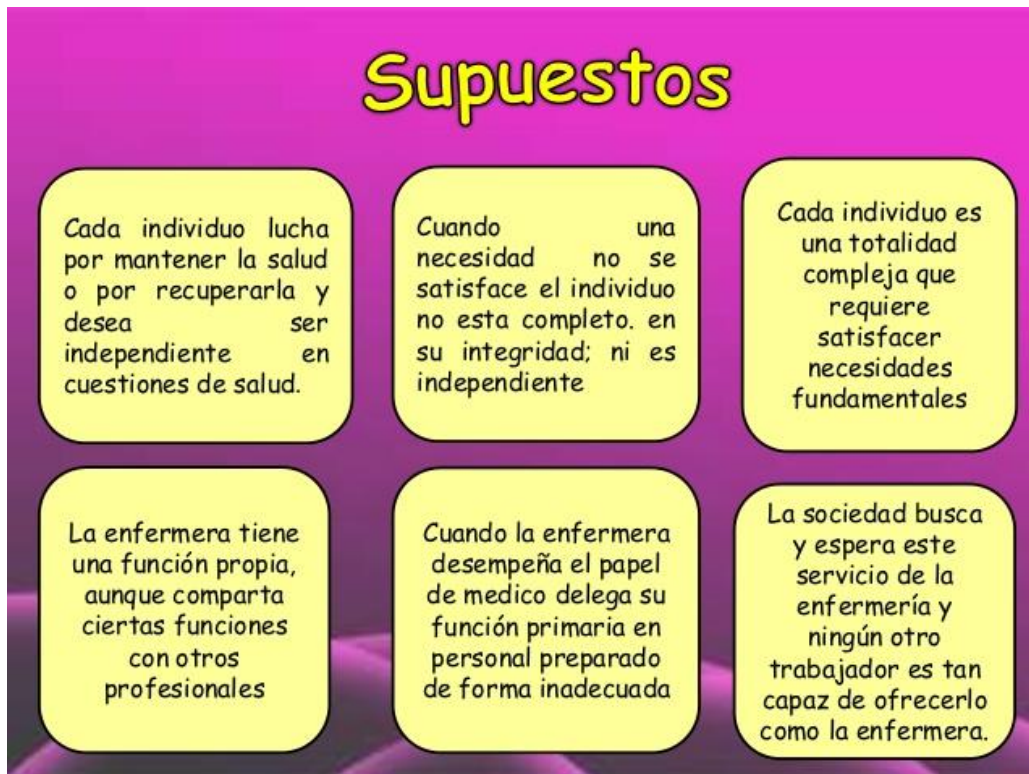 Supuestos
Cada individuo lucha
por mantener la salud
o por recuperarla y
desea ser
independiente en
cuestiones de salud.
Cuando una
necesidad no se
satisface el individuo
no esta completo. en
su integridad; ni es
independiente
Cada individuo es
una totalidad
compleja que
requiere
satisfacer
necesidades
fundamentales
La enfermera tiene
una función propia,
aunque comparta
ciertas funciones
con otros
profesionales
Cuando la enfermera
desempeña el papel
de medico delega su
función primaria en
personal preparado
de forma inadecuada
La sociedad busca
y espera este
servicio de la
enfermería y
ningún otro
trabajador es tan
capaz de ofrecerlo
como la enfermera.